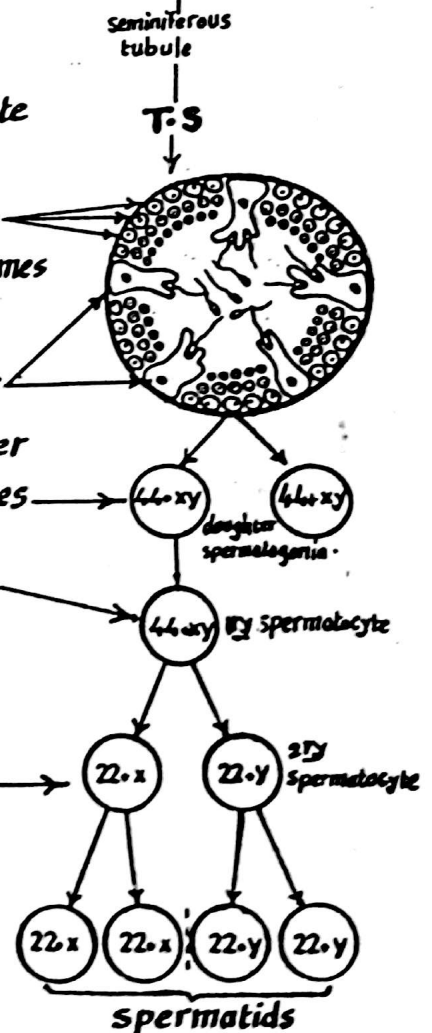 seminiferous
tubule
T.S
te
mes
er
es
44.xy
44+xy
daughter
spermatogonia.
44.xy
1ry spermatocyte
22.x
22.y
2ry
spermatocyte
22.x
22.x
22.y
22.y
spermatids